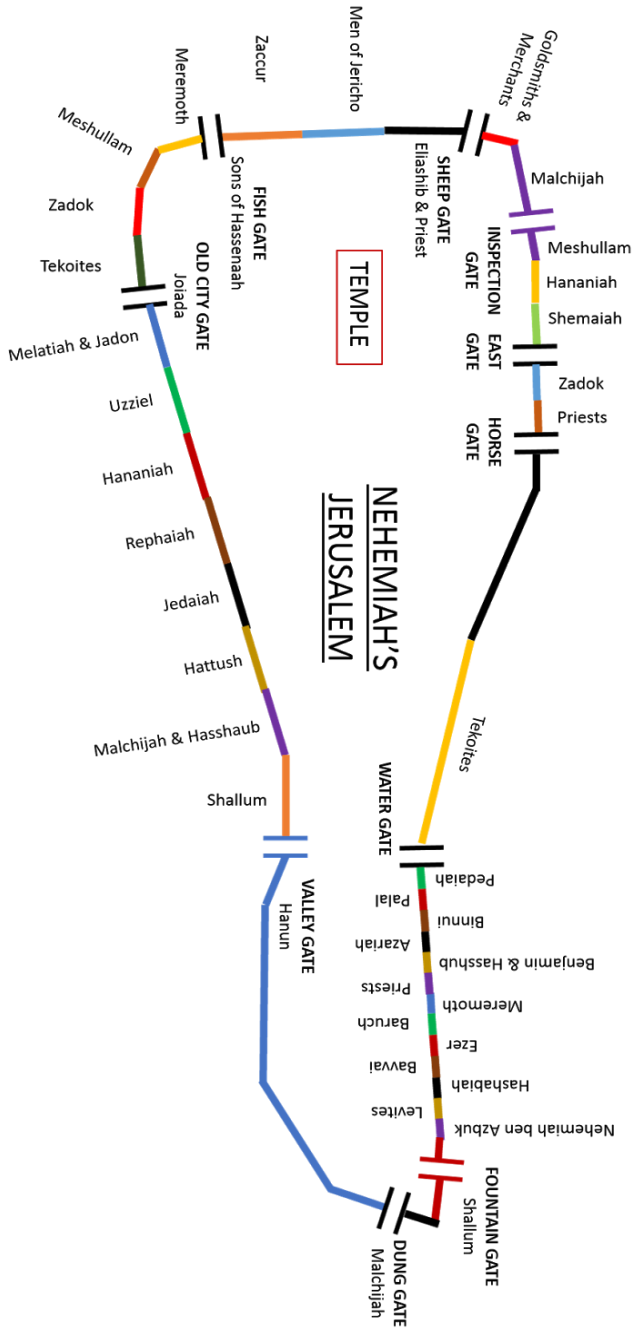 Goldsmiths &
Merchants
Malchijah
INSPECTION
GATE
Meshullam
Hananiah
Shemaiah
EAST
GATE
Zadok
Priests
HORSE
GATE
Tekoites
WATER GATE
Pedaiah
Palal
Binnui
Azariah
Benjamin & Hasshub
Priests
Meremoth
Baruch
Ezer
Bavvai
Hashabiah
Levites
Nehemiah ben Azbuk
FOUNTAIN GATE
Shallum
DUNG GATE
Malchijah
VALLEY GATE
Hanun
Shallum
Malchijah & Hasshaub
Hattush
Jedaiah
Rephaiah
Hananiah
Uzziel
Melatiah & Jadon
OLD CITY GATE
Joiada
Tekoites
Zadok
Meshullam
Meremoth
FISH GATE
Sons of Hassenaah
Zaccur
Men of Jericho
SHEEP GATE
Eliashib & Priest
TEMPLE
NEHEMIAH'S
JERUSALEM